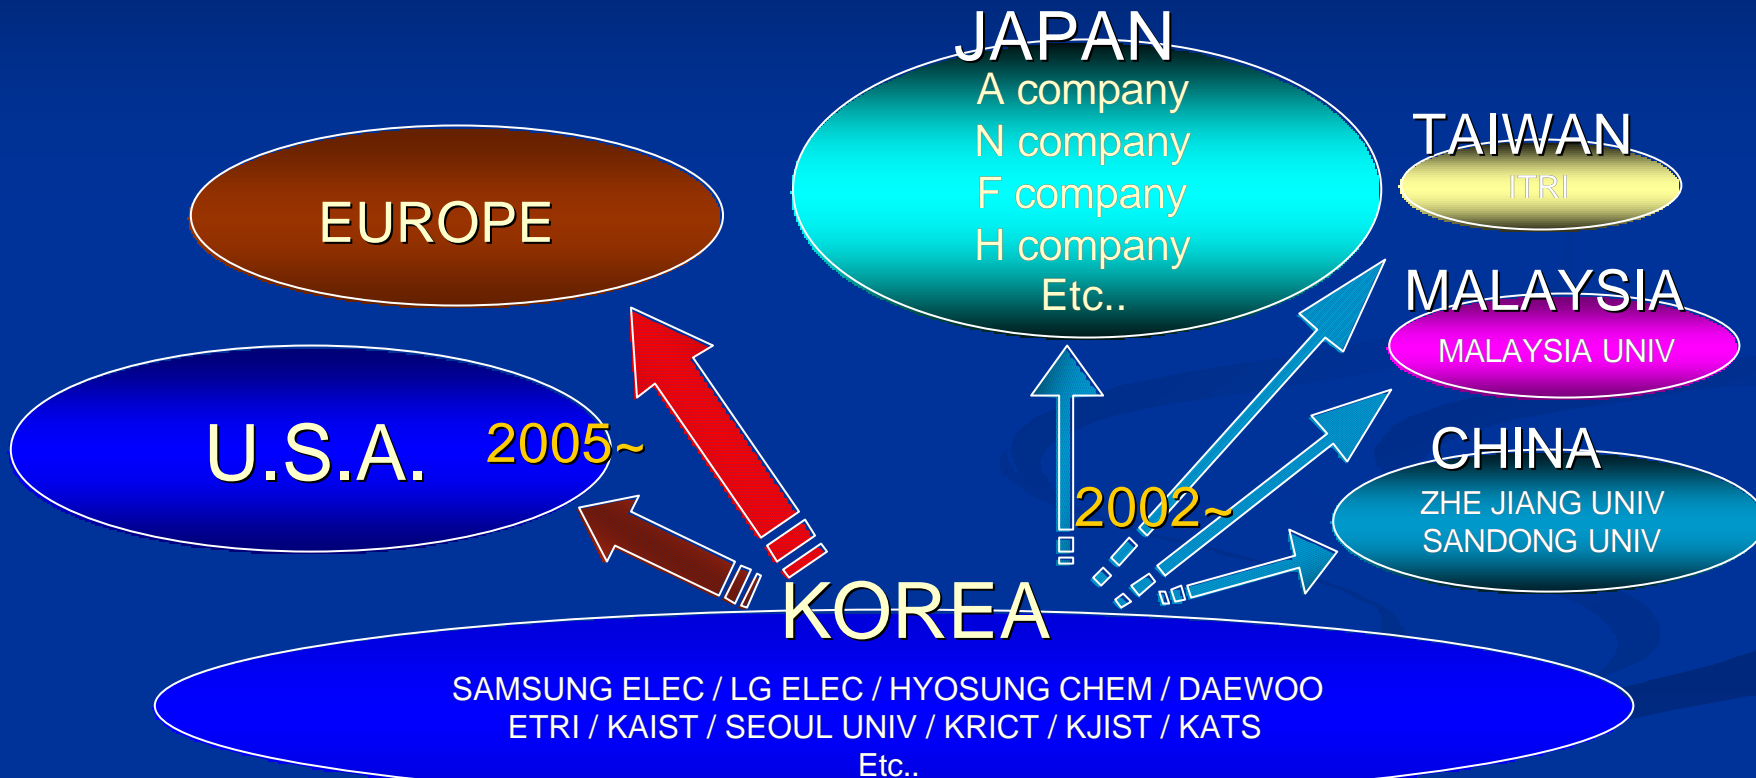 JAPAN
A company
N company
F company
H company
Etc..
TAIWAN
ITRI
EUROPE
MALAYSIA
MALAYSIA UNIV
U.S.A.
2005~
CHINA
ZHE JIANG UNIV
SANDONG UNIV
2002~
KOREA
SAMSUNG ELEC / LG ELEC / HYOSUNG CHEM / DAEWOO
ETRI / KAIST / SEOUL UNIV / KRICT / KJIST / KATS
Etc..